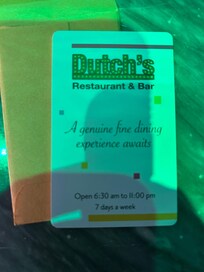 Dutch's
Restaurant & Bar
A genuine fine dining
experience awaits
Open 6:30 am to 11:00 pm
7 days a week